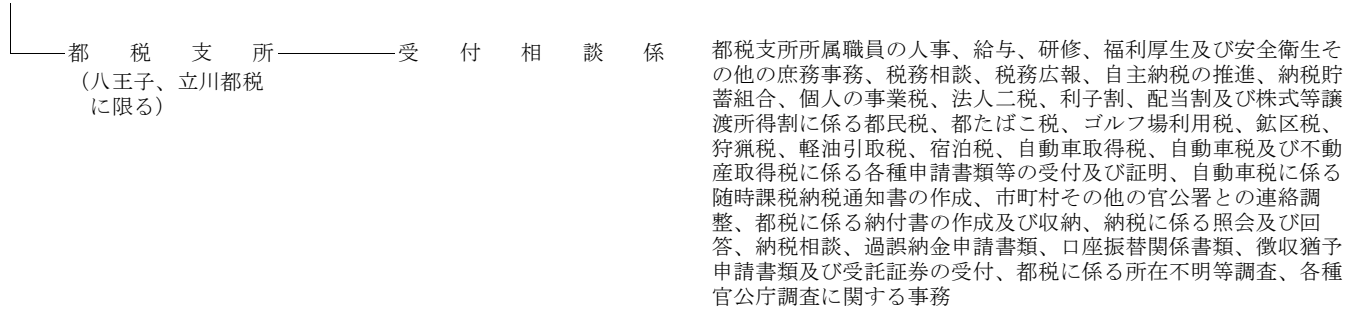 都税支所
（八王子、立川都税
に限る）
受付相談係
都税支所所属職員の人事、給与、研修、福利厚生及び安全衛生そ
の他の庶務事務、税務相談、税務広報、自主納税の推進、納税貯
蓄組合、個人の事業税、法人二税、利子割、配当割及び株式等譲
渡所得割に係る都民税、都たばこ税、ゴルフ場利用税、鉱区税、
狩猟税、軽油引取税、宿泊税、自動車取得税、自動車税及び不動
産取得税に係る各種申請書類等の受付及び証明、自動車税に係る
随時課税納税通知書の作成、市町村その他の官公署との連絡調
整、都税に係る納付書の作成及び収納、納税に係る照会及び回
答、納税相談、過誤納金申請書類、口座振替関係書類、徴収猶予
申請書類及び受託証券の受付、都税に係る所在不明等調査、各種
官公庁調査に関する事務